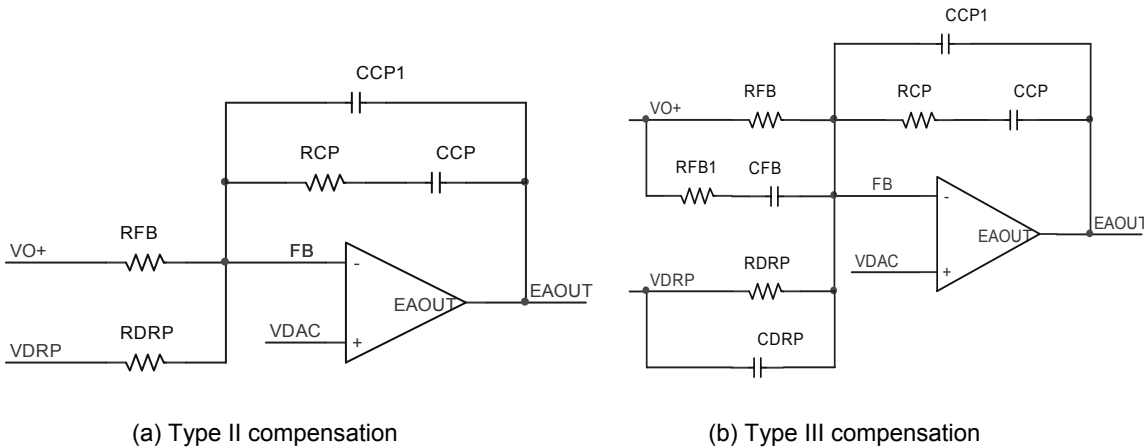 CCP1
RCP
CCP
RFB
VO+
FB
EAOUT
EAOUT
RDRP
VDRP
VDAC
-
+
(a) Type II compensation
CCP1
RFB
RCP
CCP
VO+
RFB1
CFB
FB
EAOUT
EAOUT
VDAC
RDRP
VDRP
CDRP
-
+
(b) Type III compensation